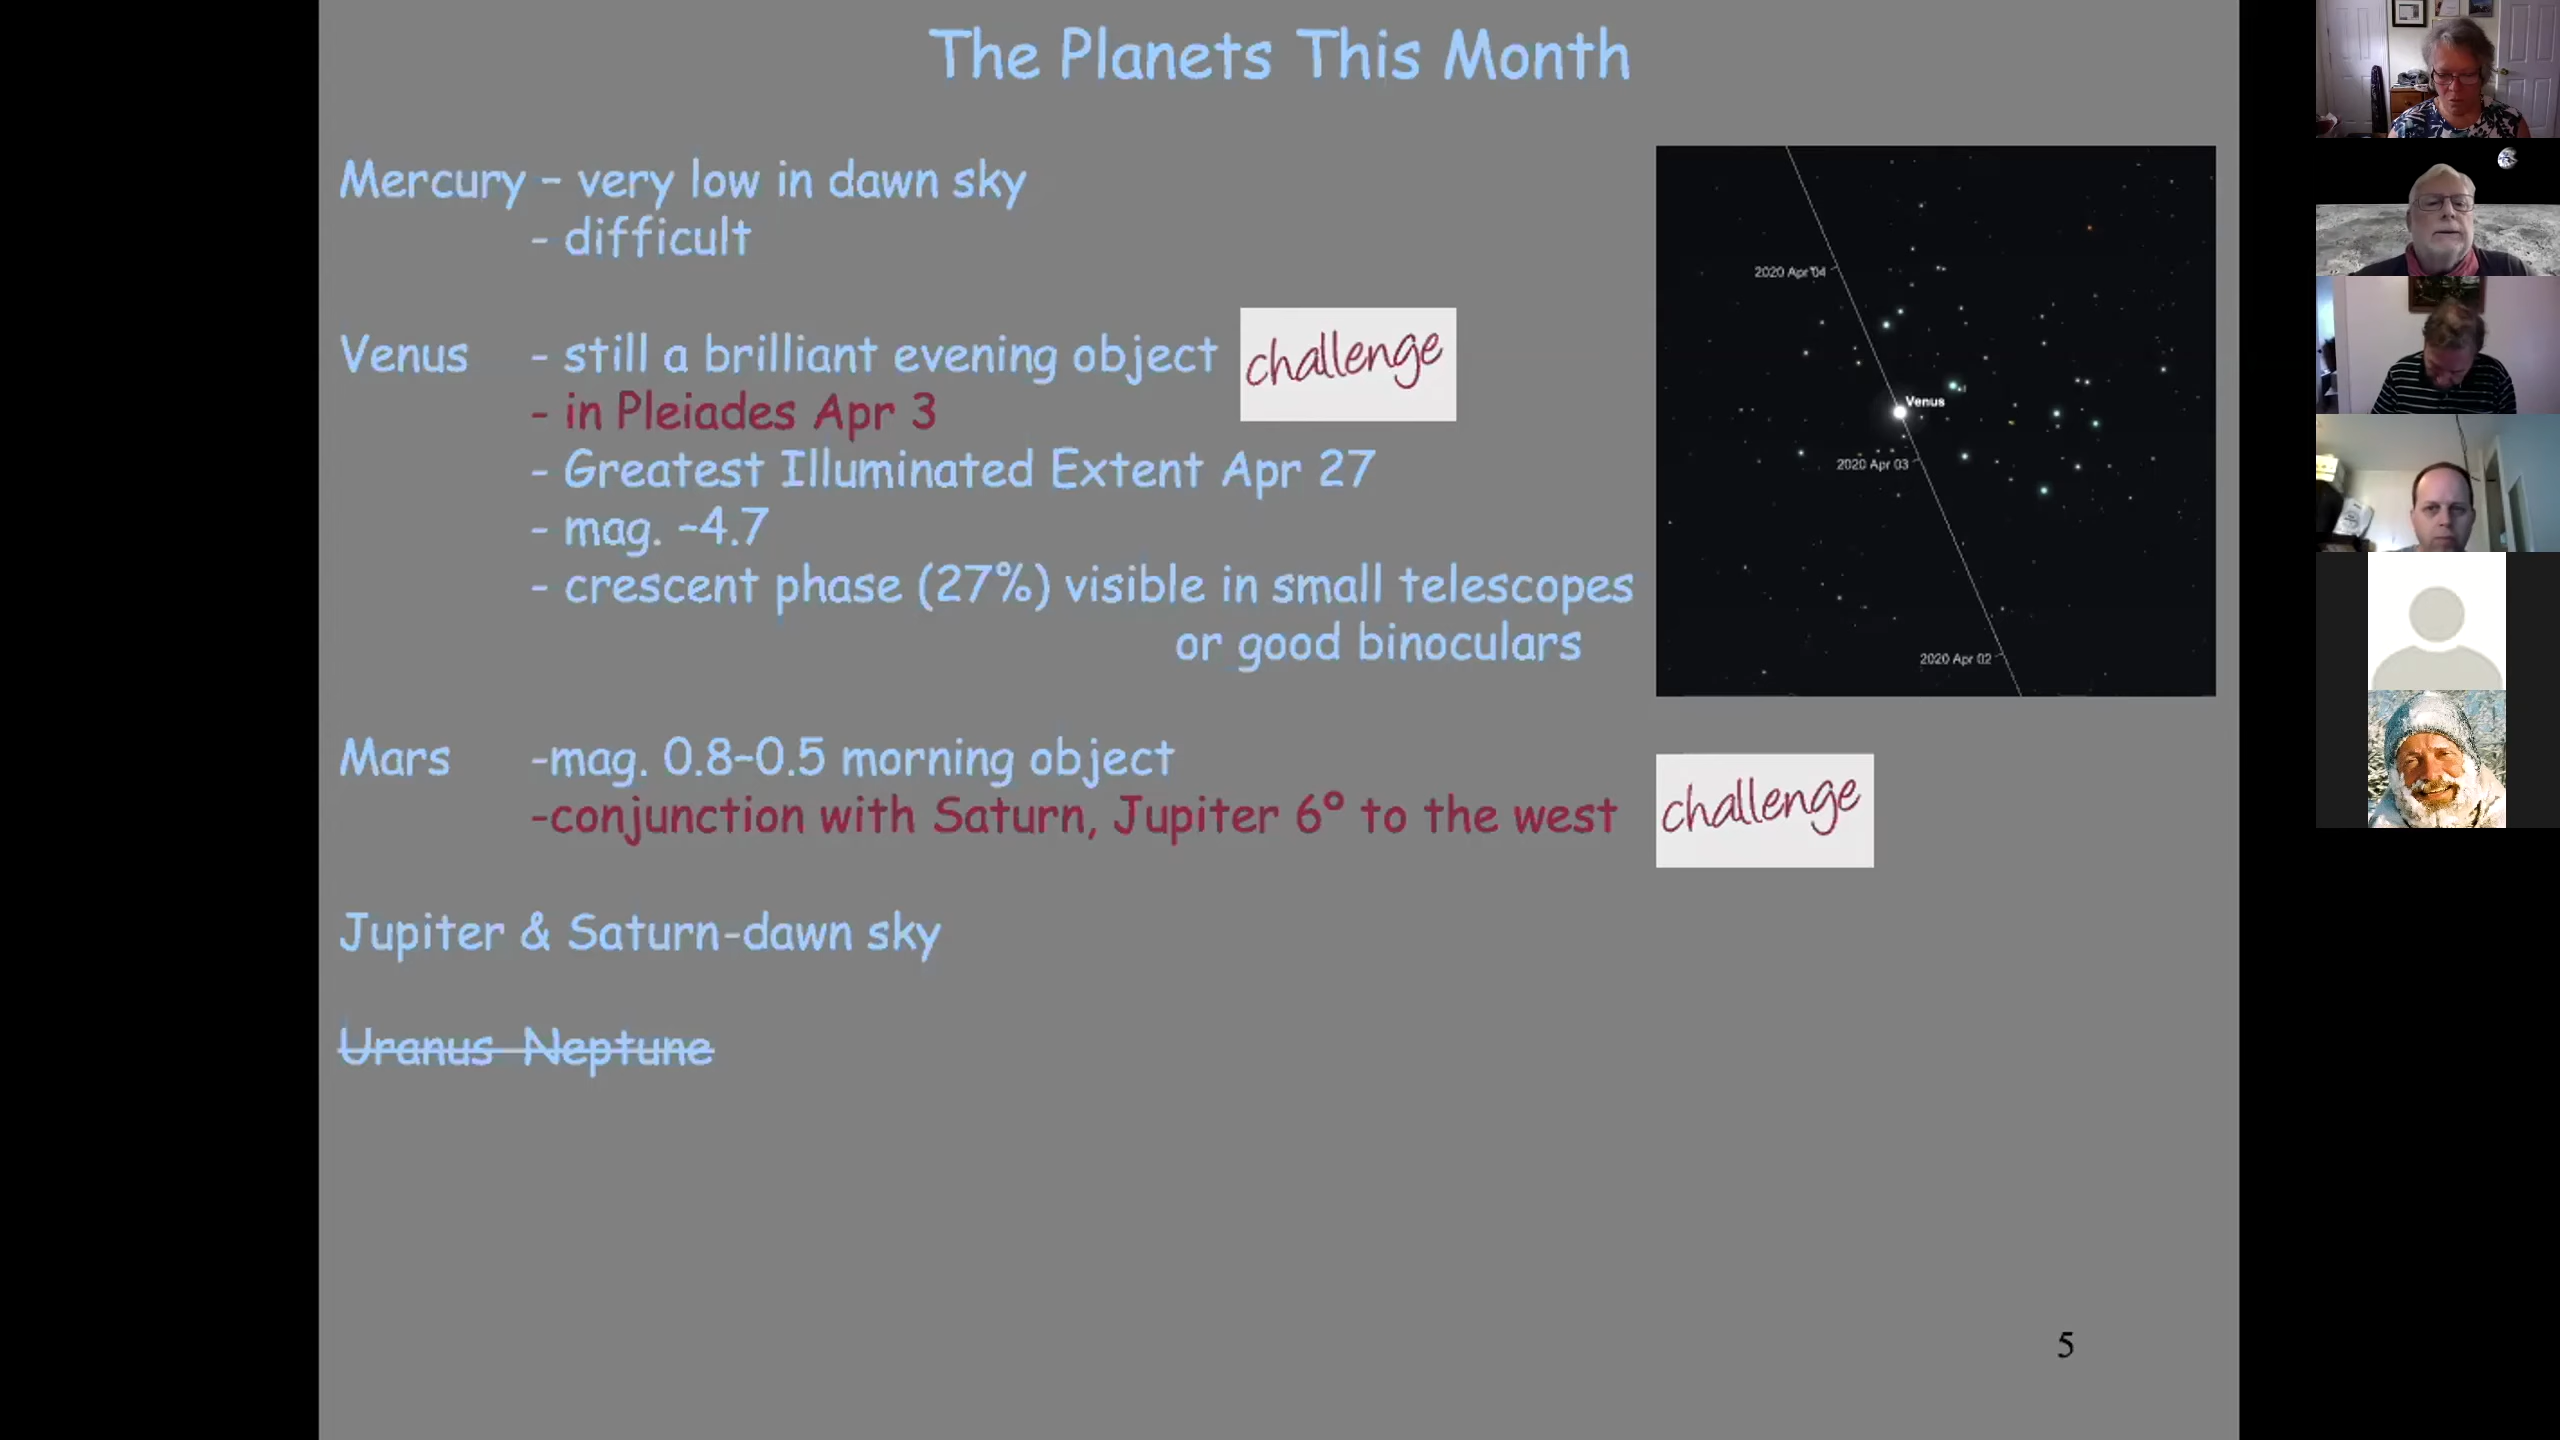 The Planets This Month
Mercury – very low in dawn sky
- difficult
Venus - still a brilliant evening object
challenge
- in Pleiades Apr 3
- Greatest Illuminated Extent Apr 27
- mag. -4.7
- crescent phase (27%) visible in small telescopes
or good binoculars
2020 Apr 04
Venus
2020 Apr 03
2020 Apr 02
Mars -mag. 0.8-0.5 morning object
-conjunction with Saturn, Jupiter 6º to the west
challenge
Jupiter & Saturn-dawn sky
Uranus Neptune
5